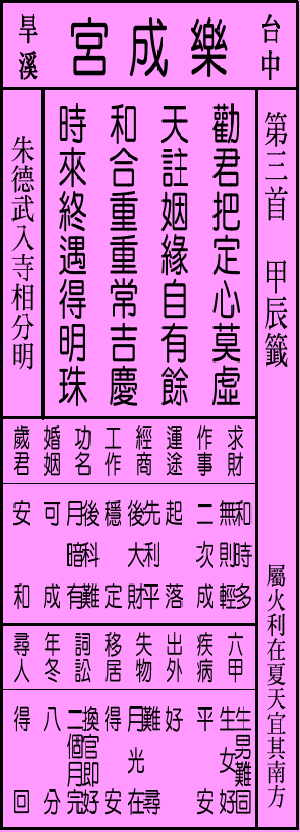 台中
樂成宮
旱溪
第三首 甲辰籤
屬火利在夏天宜其南方
勸君把定心莫虛
天註姻緣自有餘
和合重重常吉慶
時來終遇得明珠
朱德武入寺相分明
求財
和時多
無則輕
作事
二次成
運途
起落
經商
先利平
後大財
工作
穩定
功名
後科難
月暗有
婚姻
可成
歲君
安和
六甲
生男難同
生女好
疾病
平安
出外
好
失物
難尋
月光在
移居
得安
詞訟
換官即好
二個月完
年冬
八分
尋人
得回